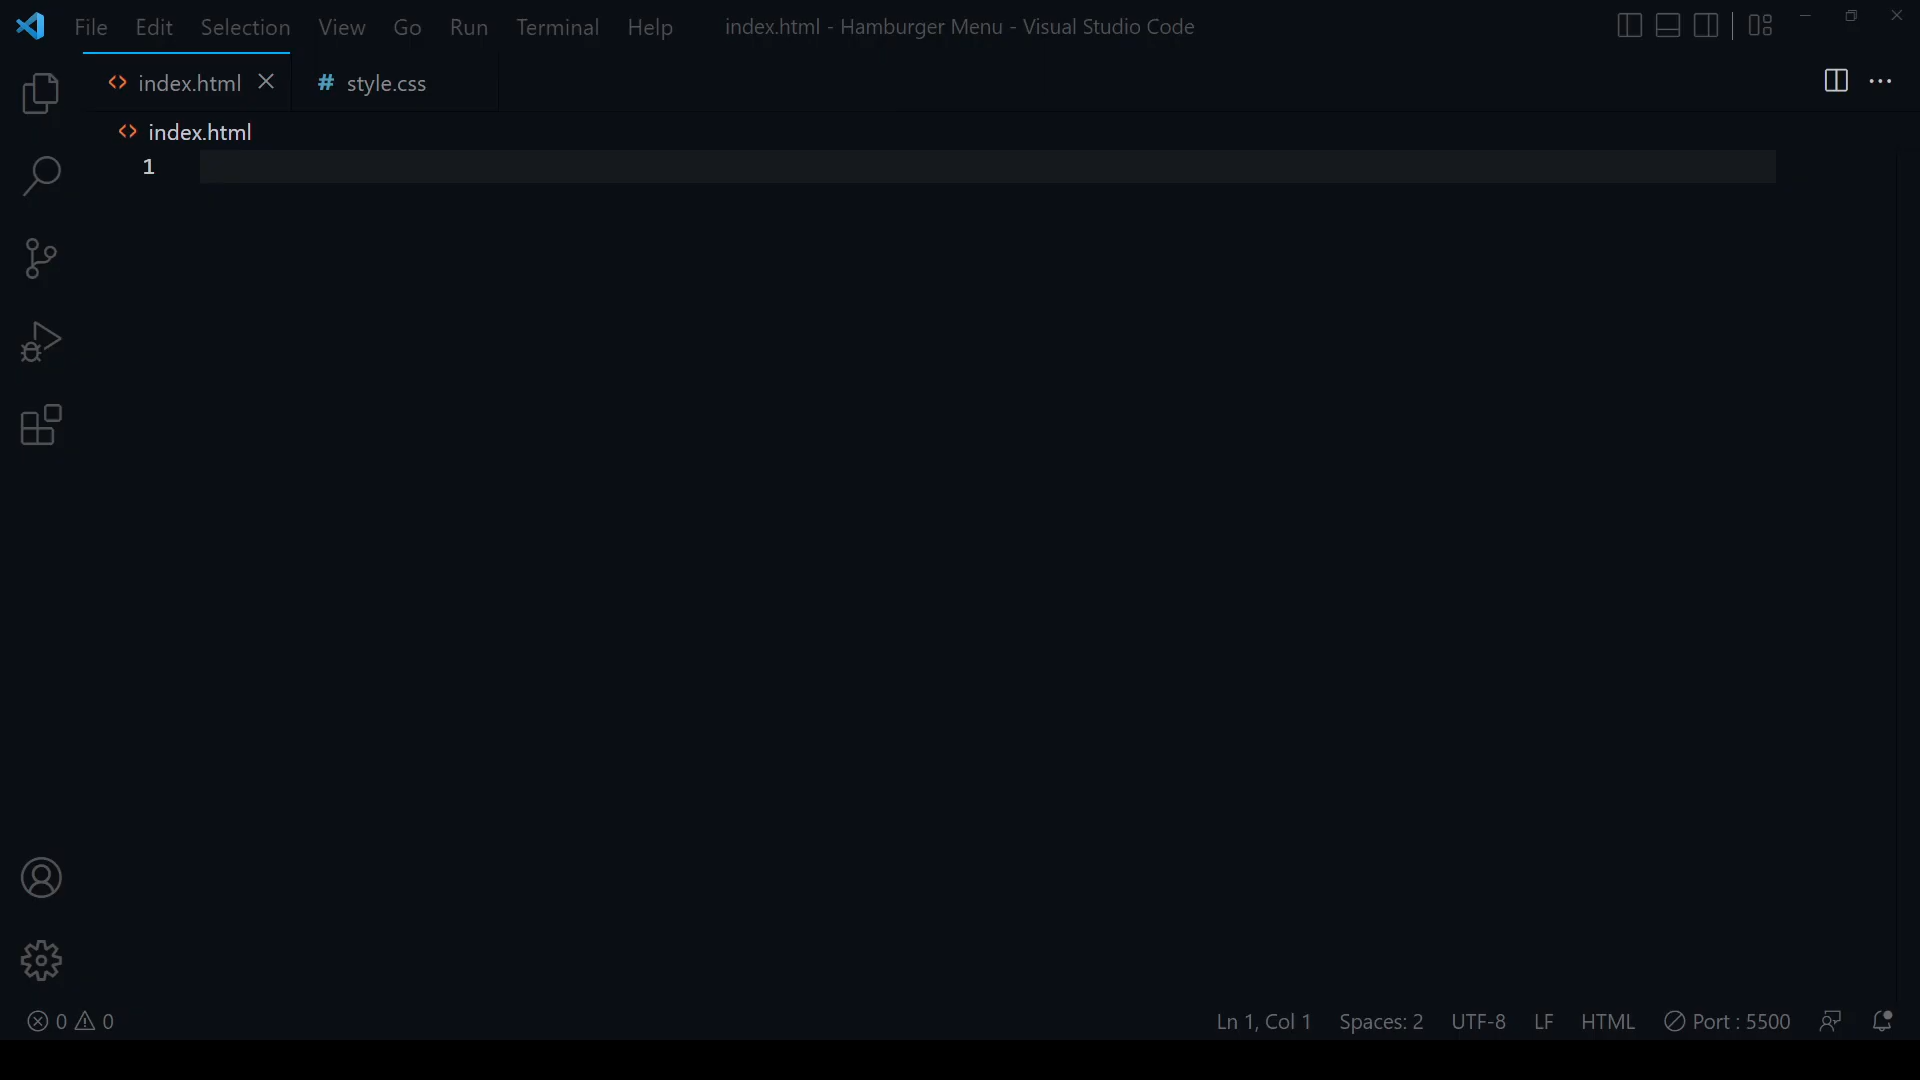 File Edit Selection View Go Run Terminal Help index.html - Hamburger Menu - Visual Studio Code
index.html style.css
index.html
1
0 0 Ln 1, Col 1 Spaces: 2 UTF-8 LF HTML Port : 5500